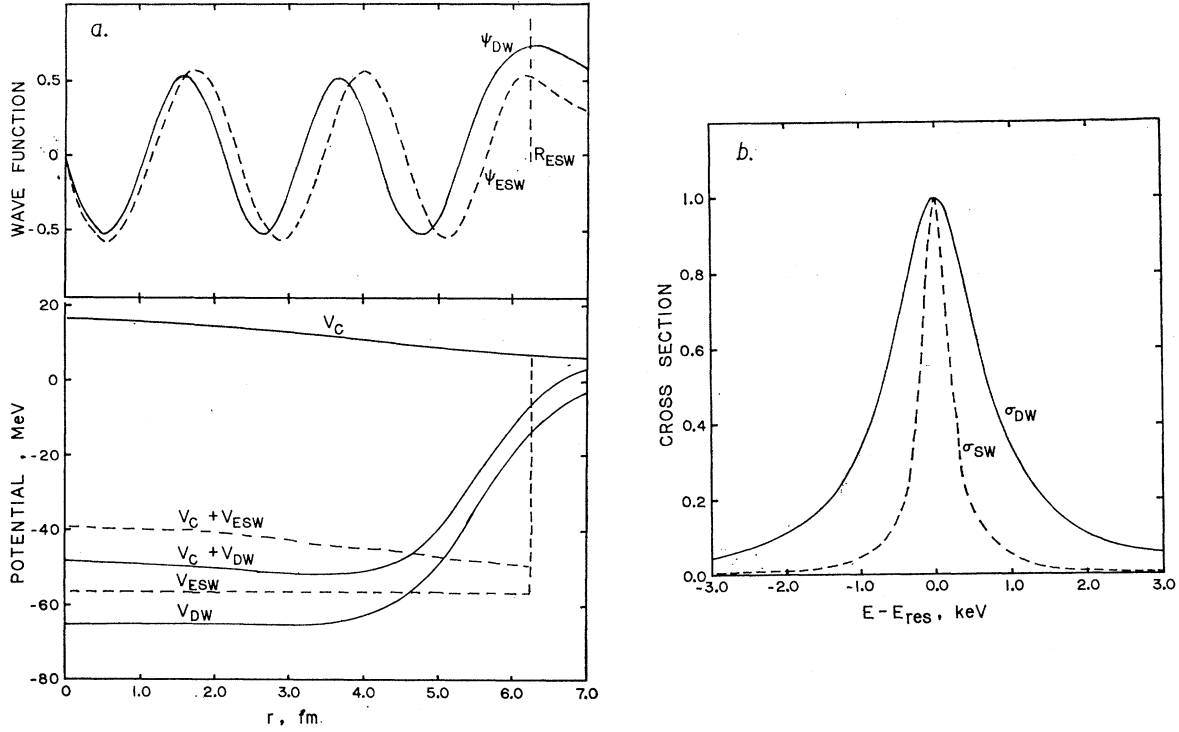 a.
ψDW
0.5
0
-0.5
WAVE FUNCTION
RESW
ψESW
20
0
-20
-40
-60
-80
POTENTIAL , MeV
VC
VC + VESW
VC + VDW
VESW
VDW
0 1.0 2.0 3.0 4.0 5.0 6.0 7.0
r , fm.
b.
1.0
0.8
0.6
0.4
0.2
0.0
CROSS SECTION
σDW
σSW
-3.0 -2.0 -1.0 0.0 1.0 2.0 3.0
E-Eres, keV